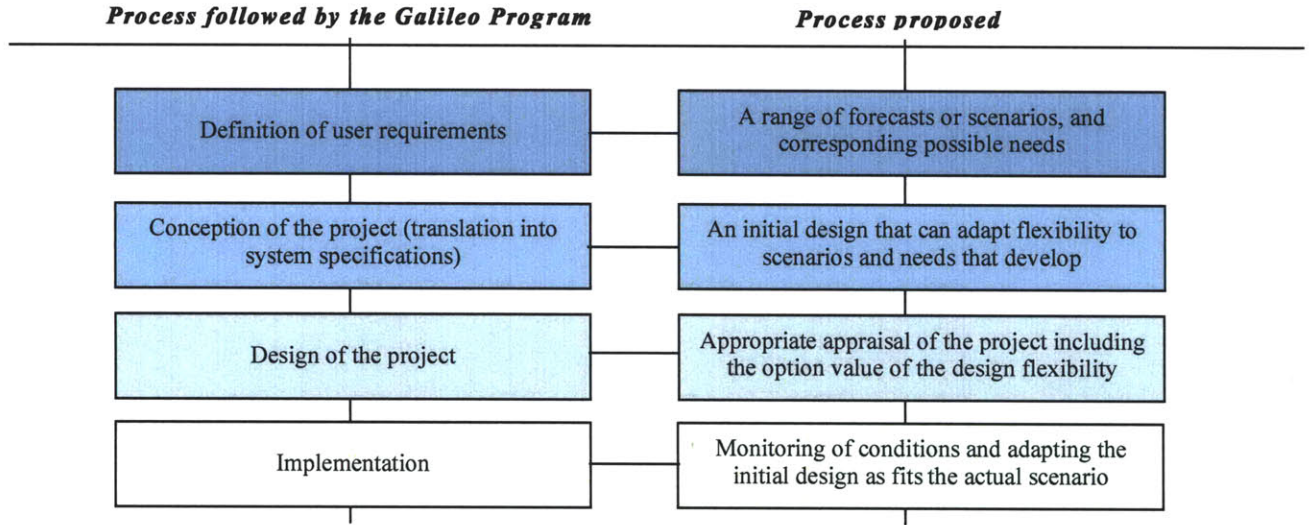 Process followed by the Galileo Program
Process proposed
Definition of user requirements
A range of forecasts or scenarios, and
corresponding possible needs
Conception of the project (translation into
system specifications)
An initial design that can adapt flexibility to
scenarios and needs that develop
Design of the project
Appropriate appraisal of the project including
the option value of the design flexibility
Implementation
Monitoring of conditions and adapting the
initial design as fits the actual scenario